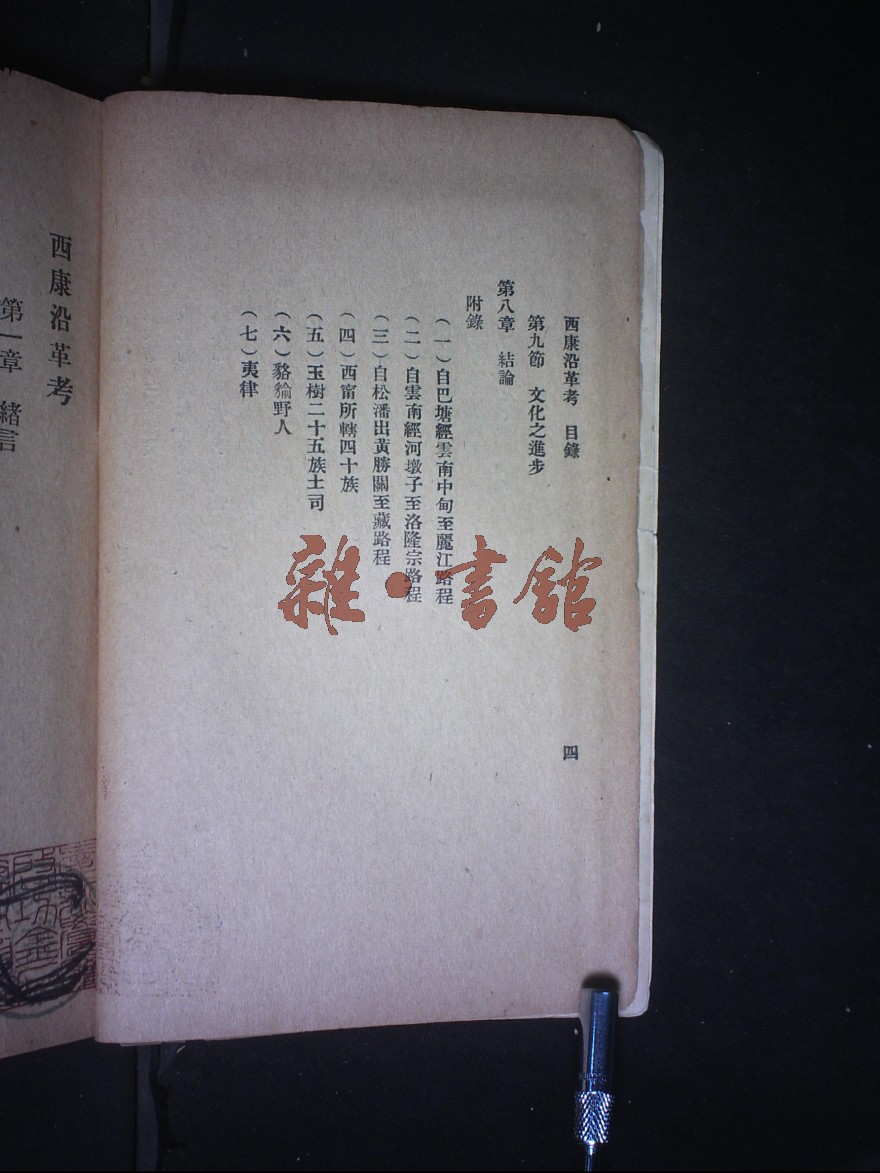 西康沿革考 目錄
四
第九節 文化之進步
第八章 結論
附錄
（一）自巴塘經雲南中甸至麗江路程
（二）自雲南經河墩子至洛隆宗路程
（三）自松潘出黃勝關至藏路程
（四）西甯所轄四十族
（五）玉樹二十五族土司
（六）貉㺄野人
（七）夷律
西康沿革考
第一章 緒言
雜·書館